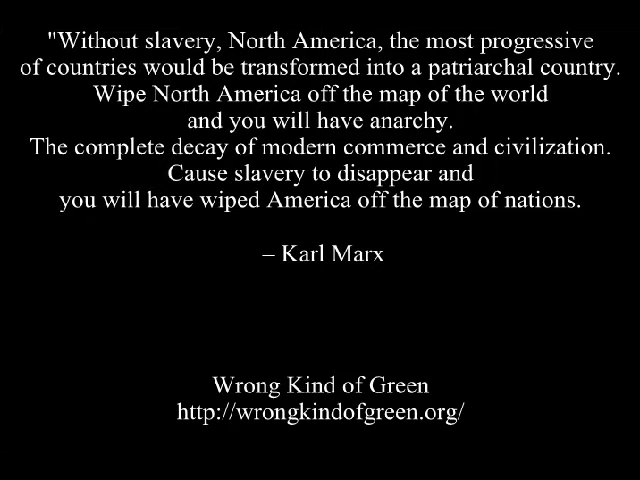 "Without slavery, North America, the most progressive
of countries would be transformed into a patriarchal country.
Wipe North America off the map of the world
and you will have anarchy.
The complete decay of modern commerce and civilization.
Cause slavery to disappear and
you will have wiped America off the map of nations.
– Karl Marx
Wrong Kind of Green
http://wrongkindofgreen.org/